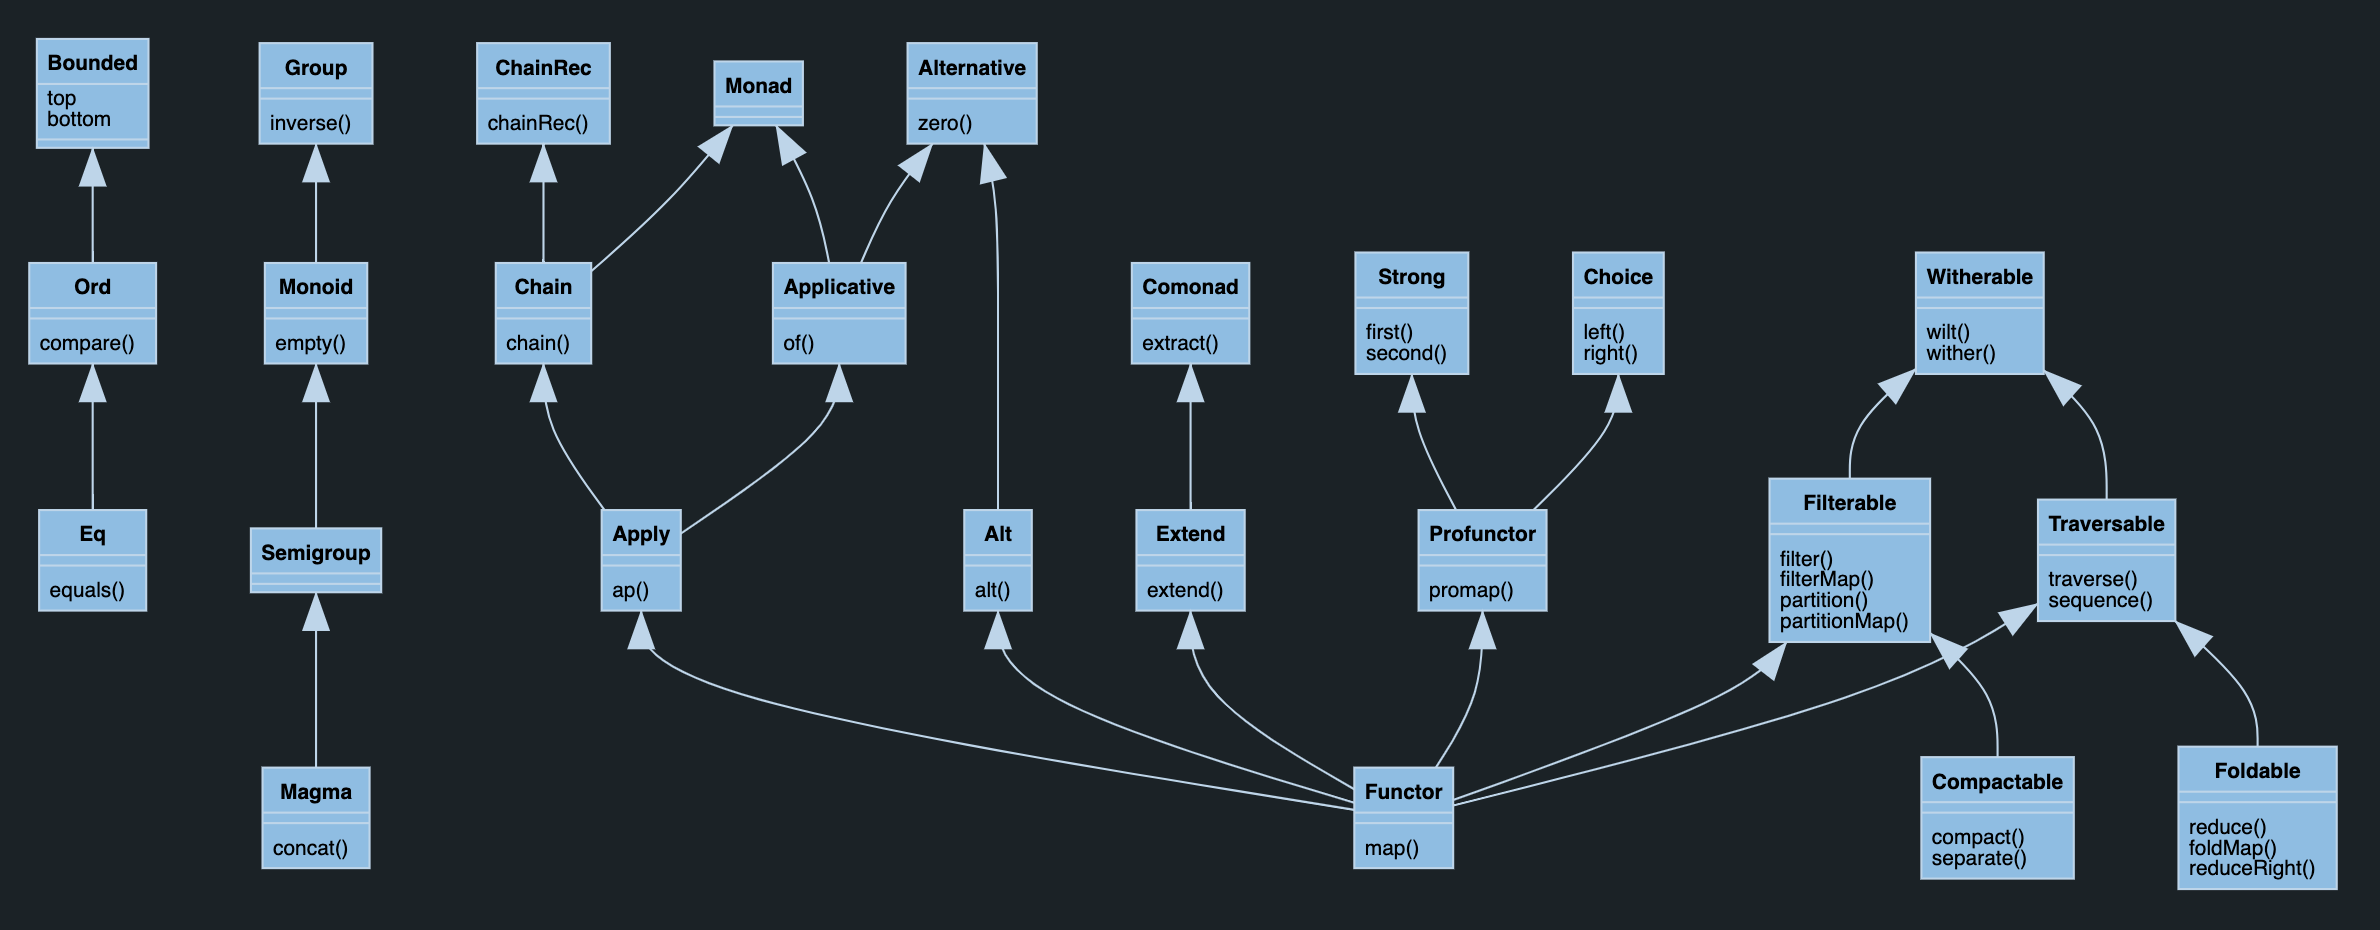 Bounded
top
bottom
Group
inverse()
ChainRec
chainRec()
Monad
Alternative
zero()
Ord
compare()
Monoid
empty()
Chain
chain()
Applicative
of()
Comonad
extract()
Strong
first()
second()
Choice
left()
right()
Witherable
wilt()
wither()
Eq
equals()
Semigroup
Apply
ap()
Alt
alt()
Extend
extend()
Profunctor
promap()
Filterable
filter()
filterMap()
partition()
partitionMap()
Traversable
traverse()
sequence()
Magma
concat()
Functor
map()
Compactable
compact()
separate()
Foldable
reduce()
foldMap()
reduceRight()